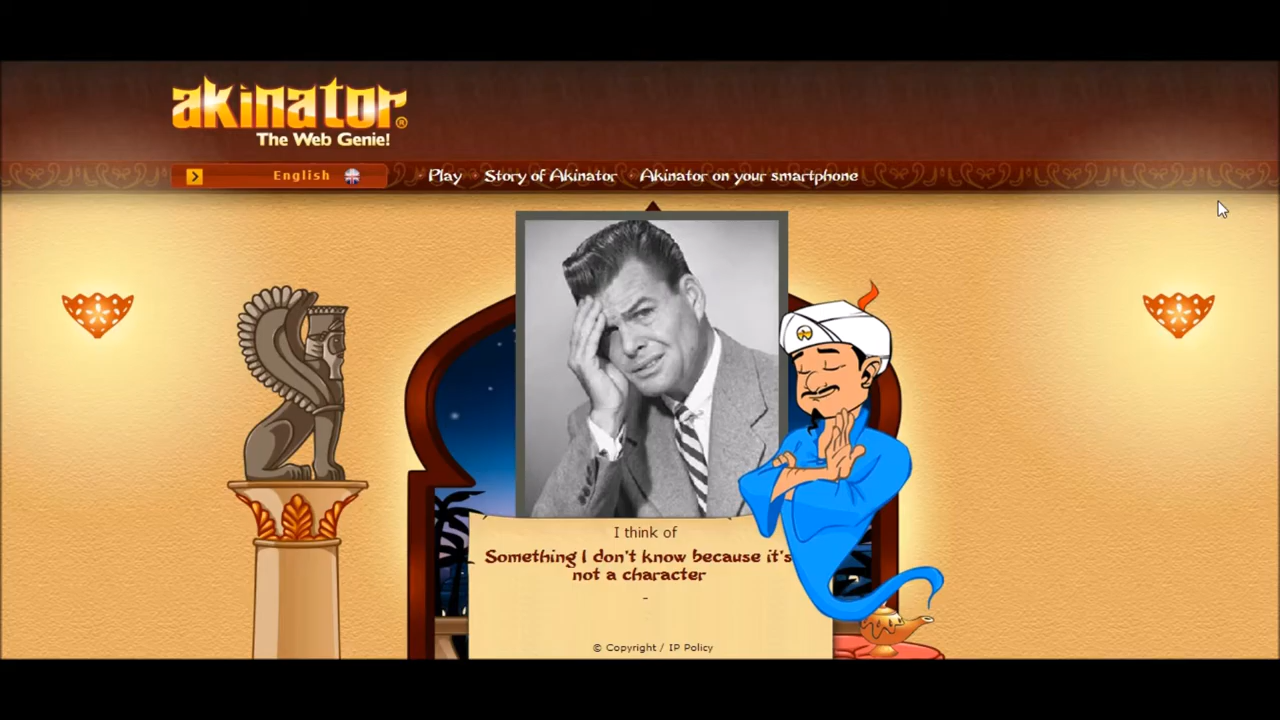 akinator®
The Web Genie!
English
· Play · Story of Akinator · Akinator on your smartphone
I think of
Something I don't know because it's
not a character
-
© Copyright / IP Policy